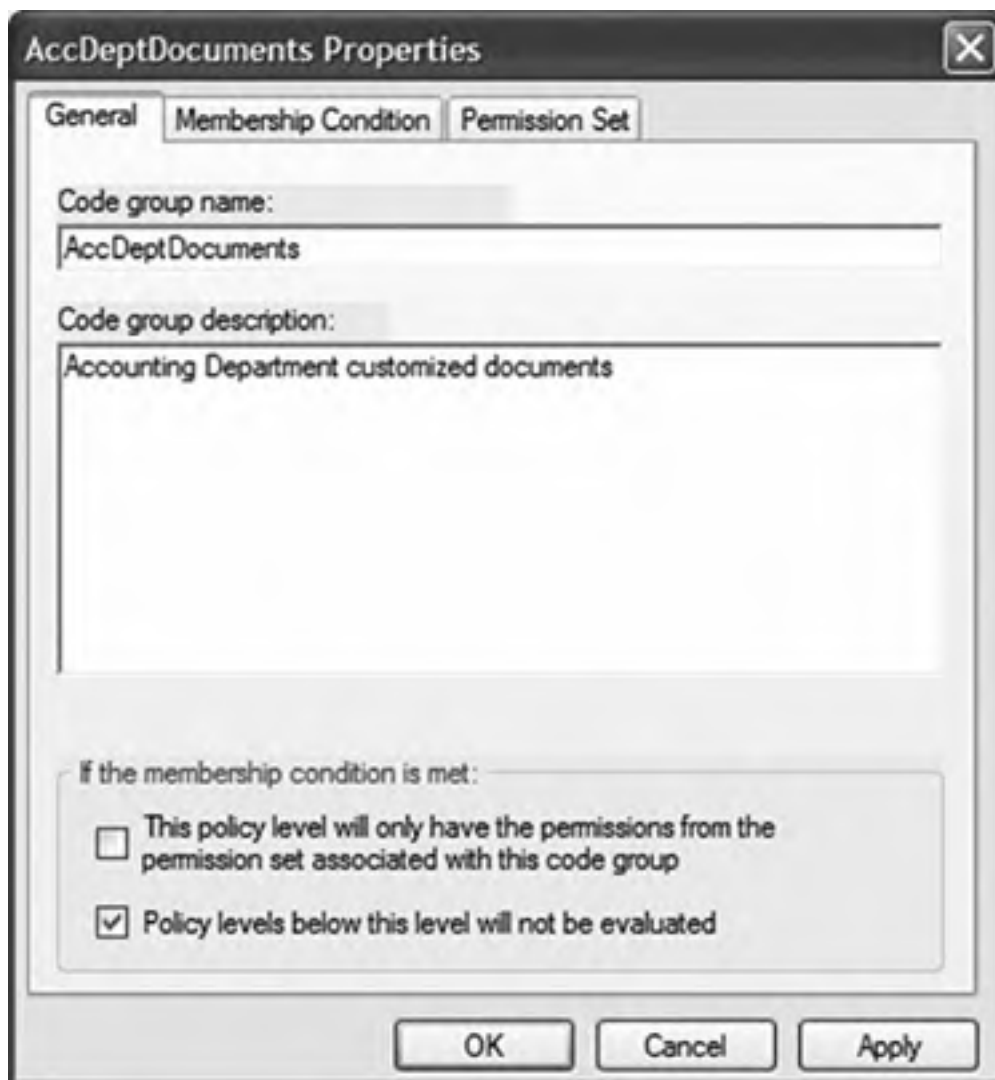 AccDeptDocuments Properties
General
Membership Condition
Permission Set
Code group name:
AccDeptDocuments
Code group description:
Accounting Department customized documents
If the membership condition is met:
This policy level will only have the permissions from the
permission set associated with this code group
Policy levels below this level will not be evaluated
OK
Cancel
Apply